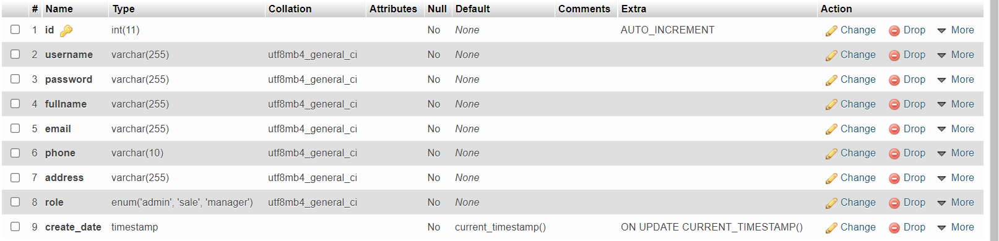 # Name Type Collation Attributes Null Default Comments Extra Action
1 id int(11) No None AUTO_INCREMENT Change Drop More
2 username varchar(255) utf8mb4_general_ci No None Change Drop More
3 password varchar(255) utf8mb4_general_ci No None Change Drop More
4 fullname varchar(255) utf8mb4_general_ci No None Change Drop More
5 email varchar(255) utf8mb4_general_ci No None Change Drop More
6 phone varchar(10) utf8mb4_general_ci No None Change Drop More
7 address varchar(255) utf8mb4_general_ci No None Change Drop More
8 role enum('admin', 'sale', 'manager') utf8mb4_general_ci No None Change Drop More
9 create_date timestamp No current_timestamp() ON UPDATE CURRENT_TIMESTAMP() Change Drop More